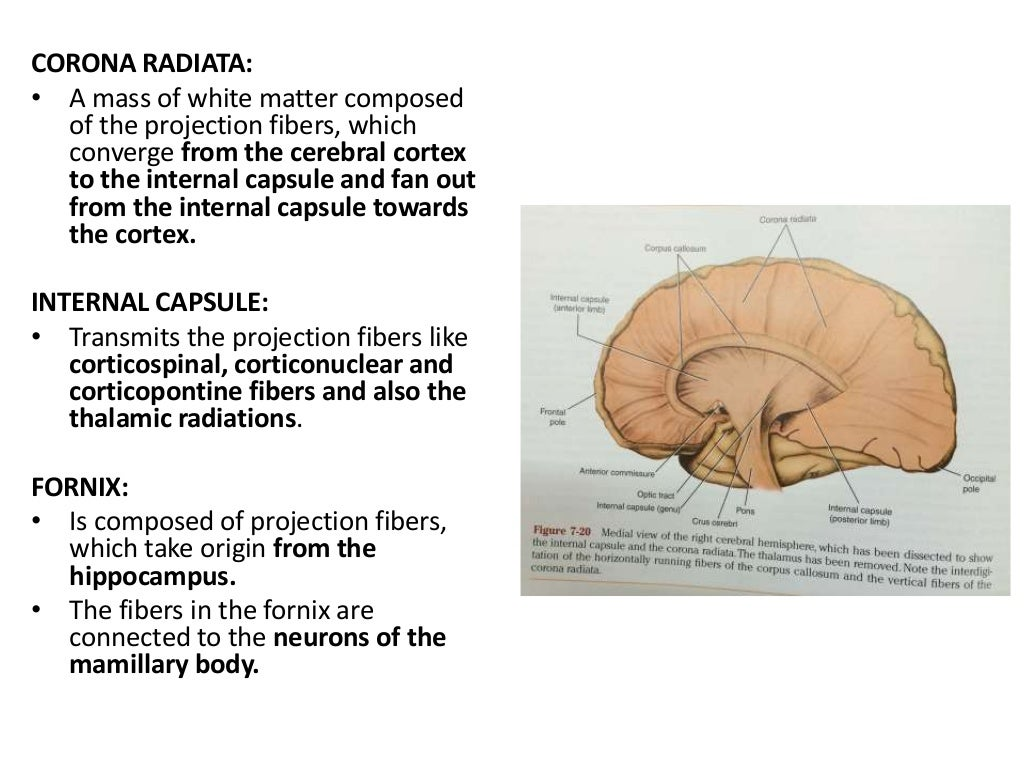 CORONA RADIATA:
• A mass of white matter composed
of the projection fibers, which
converge from the cerebral cortex
to the internal capsule and fan out
from the internal capsule towards
the cortex.
INTERNAL CAPSULE:
• Transmits the projection fibers like
corticospinal, corticonuclear and
corticopontine fibers and also the
thalamic radiations.
FORNIX:
• Is composed of projection fibers,
which take origin from the
hippocampus.
• The fibers in the fornix are
connected to the neurons of the
mamillary body.
Corona radiata
Corpus callosum
Internal capsule
(anterior limb)
Frontal
pole
Anterior commissure
Optic tract
Internal capsule (genu)
Crus cerebri
Pons
Internal capsule
(posterior limb)
Occipital
pole
Figure 7-20 Medial view of the right cerebral hemisphere, which has been dissected to show
the internal capsule and the corona radiata. The thalamus has been removed. Note the interdigi-
tation of the horizontally running fibers of the corpus callosum and the vertical fibers of the
corona radiata.